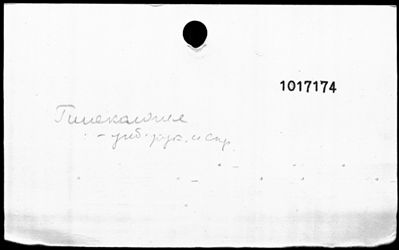 1017174
Гинекология
- учеб. рук. и спр.